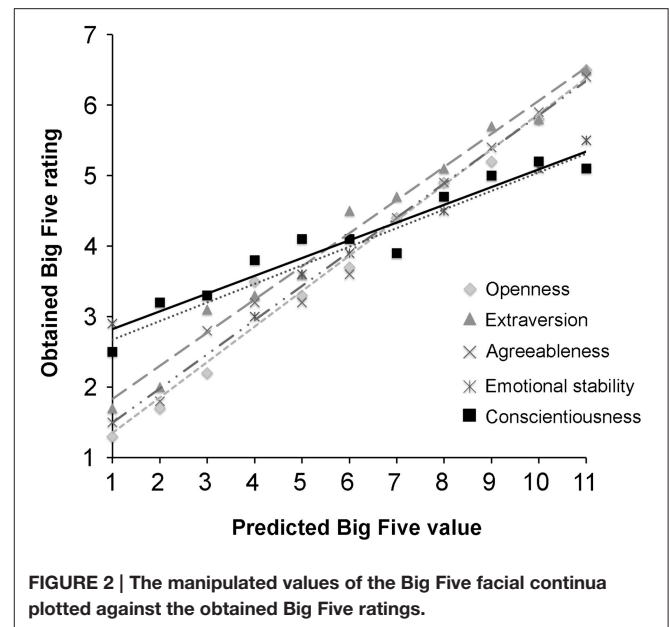 7
6
5
4
3
2
1
Obtained Big Five rating
Openness
Extraversion
Agreeableness
Emotional stability
Conscientiousness
1 2 3 4 5 6 7 8 9 10 11
Predicted Big Five value
FIGURE 2 | The manipulated values of the Big Five facial continua
plotted against the obtained Big Five ratings.